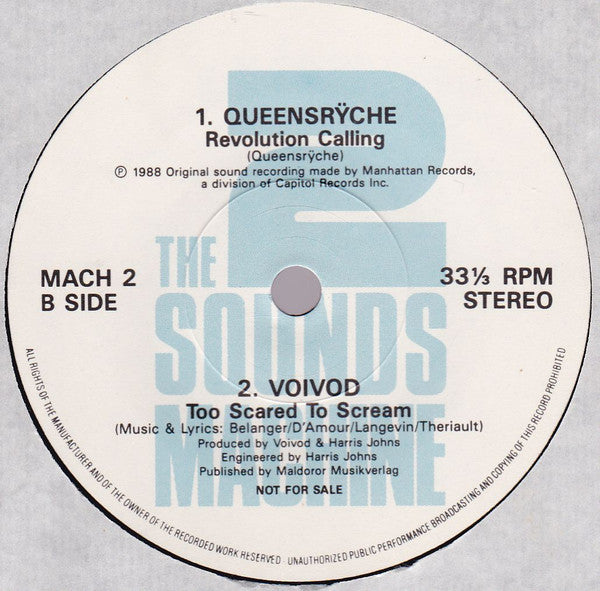 2
1. QUEENSRŸCHE
Revolution Calling
(Queensrÿche)
℗ 1988 Original sound recording made by Manhattan Records,
a division of Capitol Records Inc.
THE
SOUNDS
MACHINE
MACH 2
B SIDE
33⅓ RPM
STEREO
2. VOIVOD
Too Scared To Scream
(Music & Lyrics: Belanger/D'Amour/Langevin/Theriault)
Produced by Voivod & Harris Johns
Engineered by Harris Johns
Published by Maldoror Musikverlag
NOT FOR SALE
ALL RIGHTS OF THE MANUFACTURER AND OF THE OWNER OF THE RECORDED WORK RESERVED - UNAUTHORIZED PUBLIC PERFORMANCE BROADCASTING AND COPYING OF THIS RECORD PROHIBITED